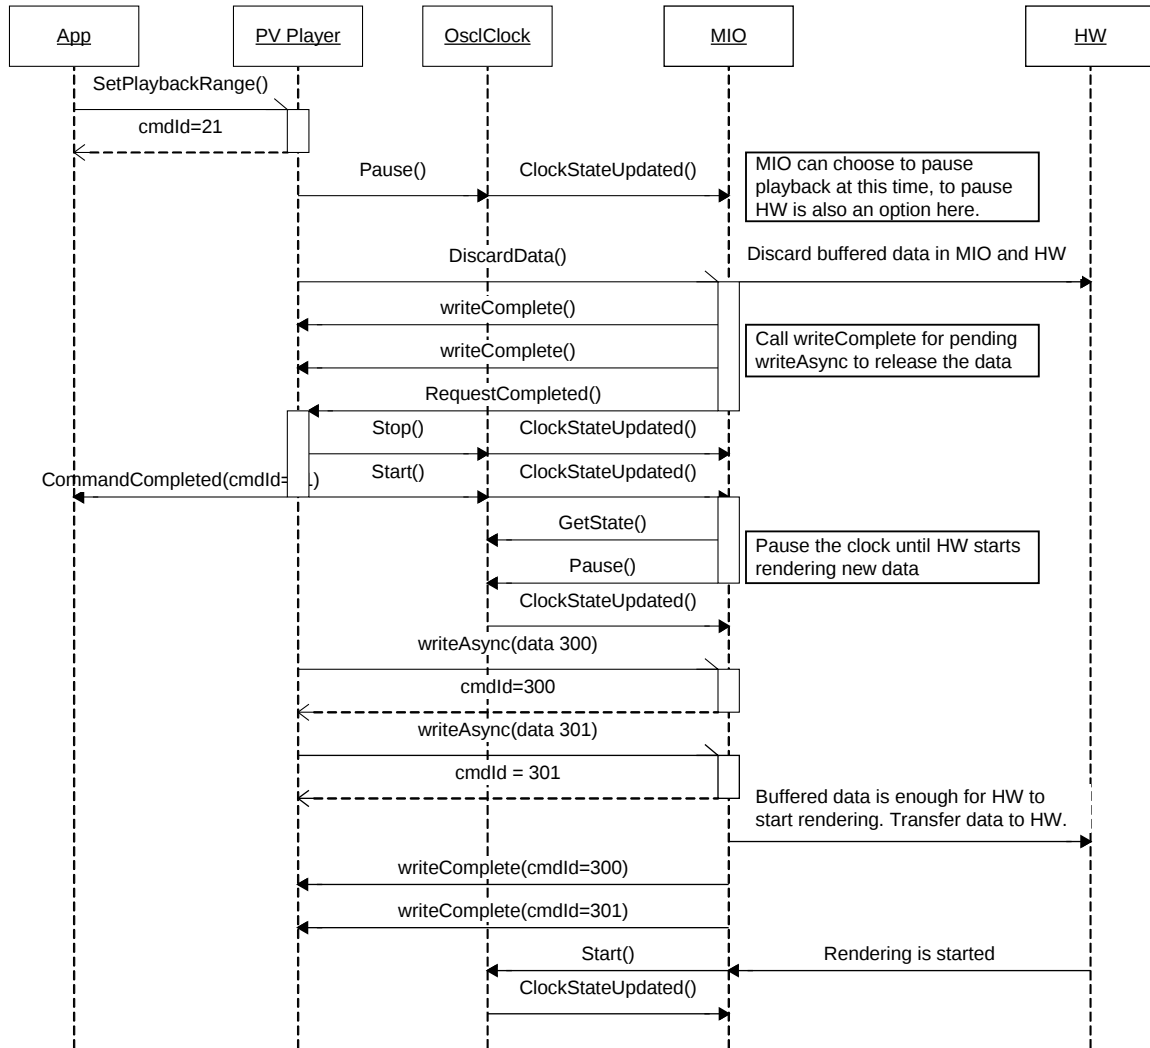 App
PV Player
OsclClock
MIO
HW
SetPlaybackRange()
cmdId=21
Pause()
ClockStateUpdated()
MIO can choose to pause
playback at this time, to pause
HW is also an option here.
DiscardData()
Discard buffered data in MIO and HW
writeComplete()
Call writeComplete for pending
writeAsync to release the data
writeComplete()
RequestCompleted()
Stop()
ClockStateUpdated()
CommandCompleted(cmdId=
1)
Start()
ClockStateUpdated()
GetState()
Pause the clock until HW starts
rendering new data
Pause()
ClockStateUpdated()
writeAsync(data 300)
cmdId=300
writeAsync(data 301)
cmdId = 301
Buffered data is enough for HW to
start rendering. Transfer data to HW.
writeComplete(cmdId=300)
writeComplete(cmdId=301)
Start()
Rendering is started
ClockStateUpdated()